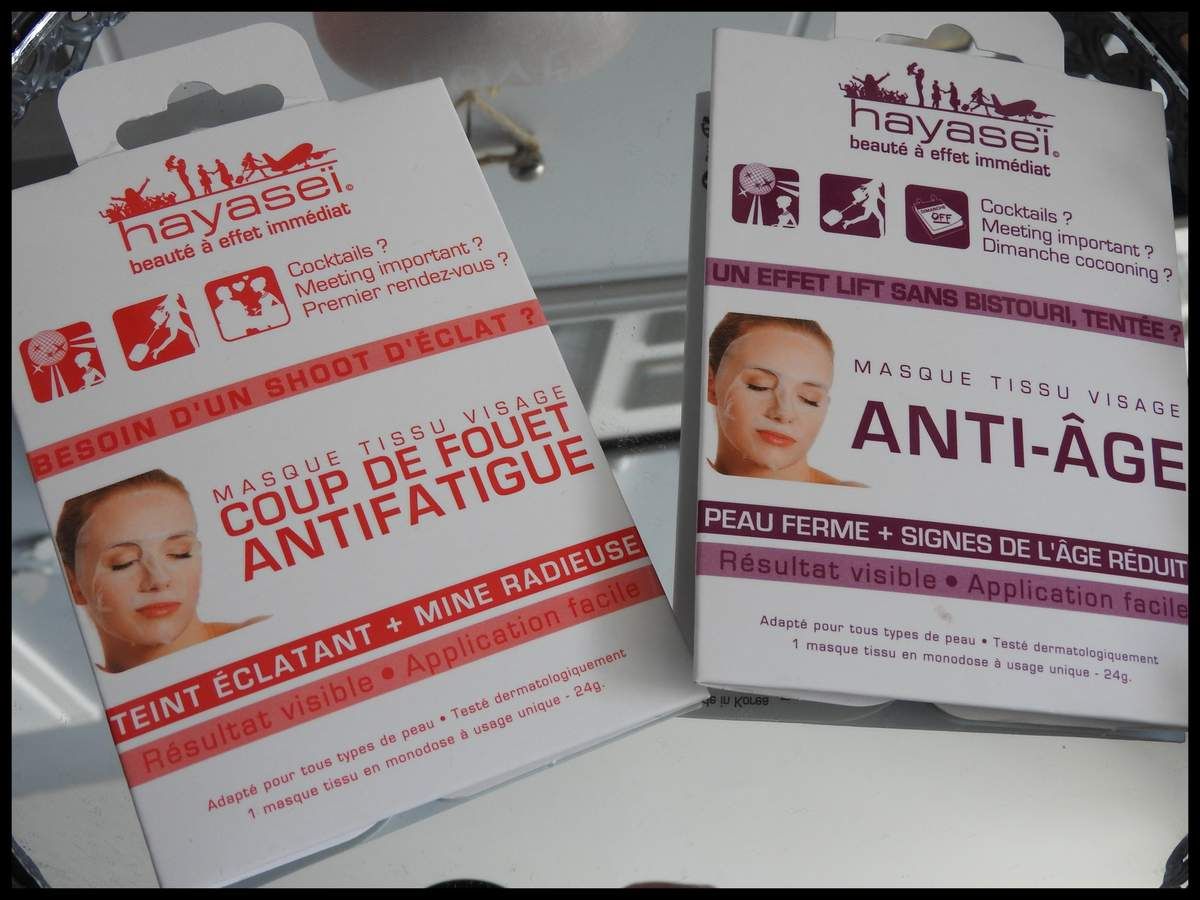 hayaseï
beauté à effet immédiat
Cocktails ?
Meeting important ?
Premier rendez-vous ?
BESOIN D'UN SHOOT D'ÉCLAT ?
MASQUE TISSU VISAGE
COUP DE FOUET
ANTIFATIGUE
TEINT ÉCLATANT + MINE RADIEUSE
Résultat visible • Application facile
Adapté pour tous types de peau • Testé dermatologiquement
1 masque tissu en monodose à usage unique - 24g.
hayaseï
beauté à effet immédiat
DIMANCHE
OFF
Cocktails ?
Meeting important ?
Dimanche cocooning ?
UN EFFET LIFT SANS BISTOURI, TENTÉE ?
MASQUE TISSU VISAGE
ANTI-ÂGE
PEAU FERME + SIGNES DE L'ÂGE RÉDUIT
Résultat visible • Application facile
Adapté pour tous types de peau • Testé dermatologiquement
1 masque tissu en monodose à usage unique - 24g.
in Korea